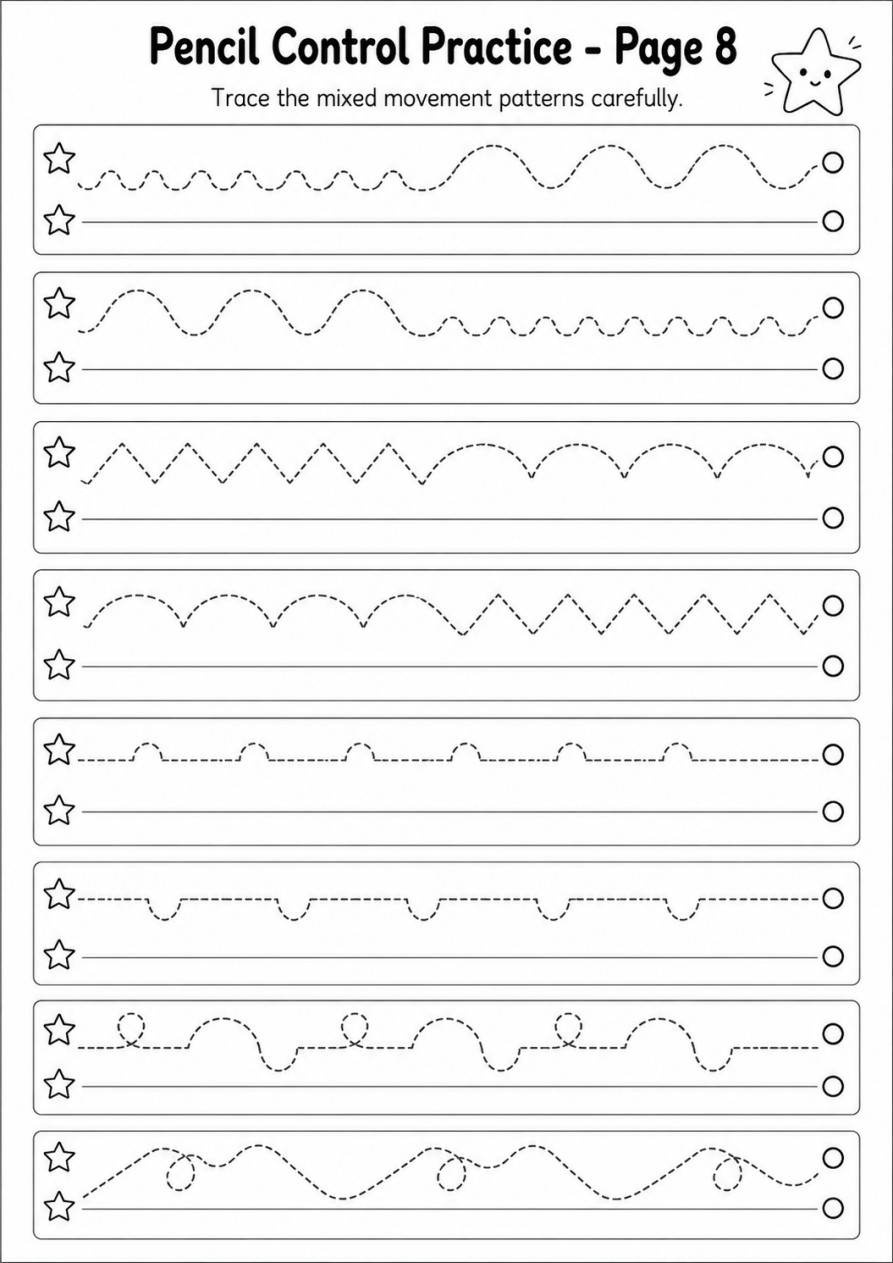 Pencil Control Practice - Page 8
Trace the mixed movement patterns carefully.